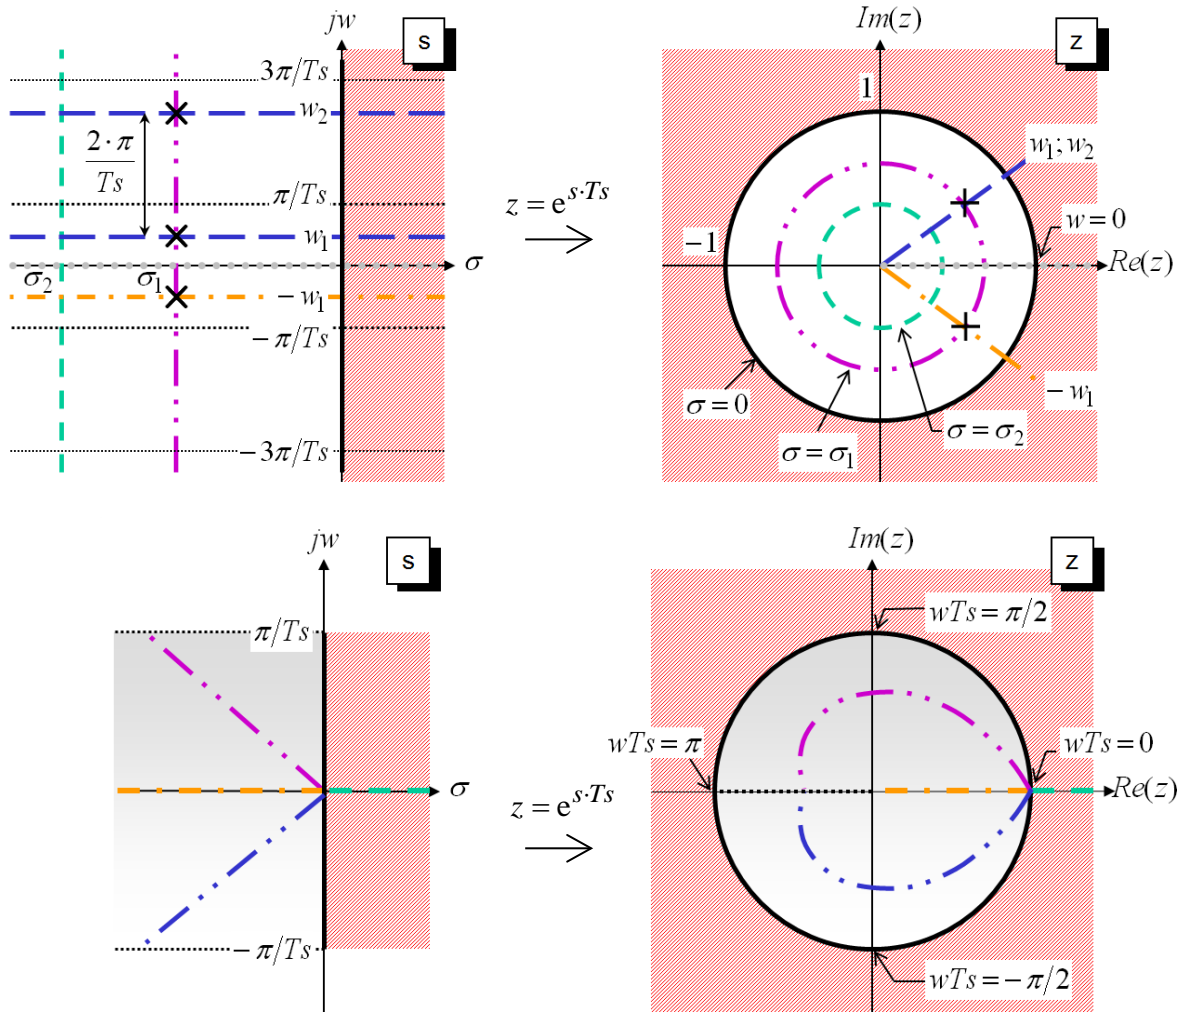 jw
s
3π/Ts
w₂
2·π
Ts
π/Ts
w₁
σ₂
σ₁
σ
−w₁
−π/Ts
−3π/Ts
z = e^{s·Ts}
Im(z)
z
1
w₁;w₂
w=0
−1
Re(z)
−w₁
σ=0
σ=σ₂
σ=σ₁
jw
s
π/Ts
σ
−π/Ts
z = e^{s·Ts}
Im(z)
z
wTs=π/2
wTs=π
wTs=0
Re(z)
wTs=−π/2